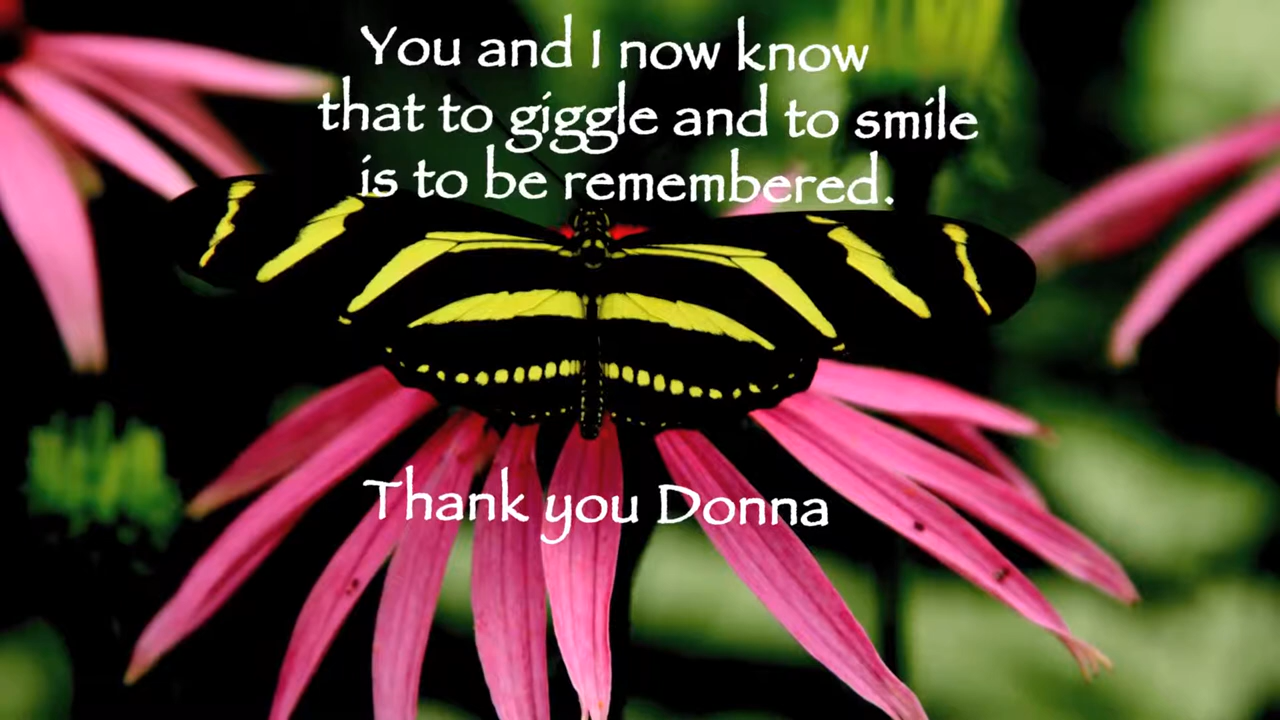 You and I now know
that to giggle and to smile
is to be remembered.
Thank you Donna